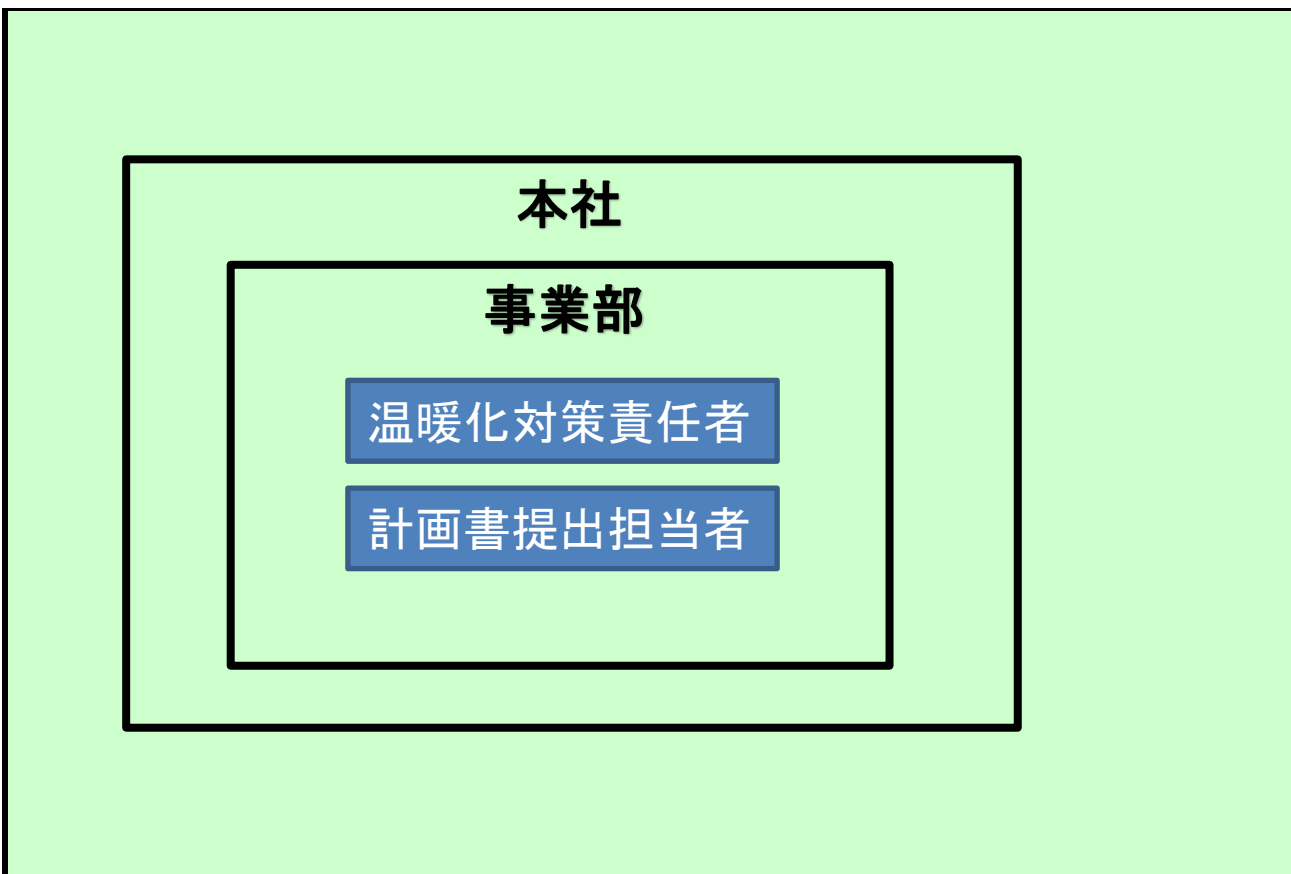 本社
事業部
温暖化対策責任者
計画書提出担当者